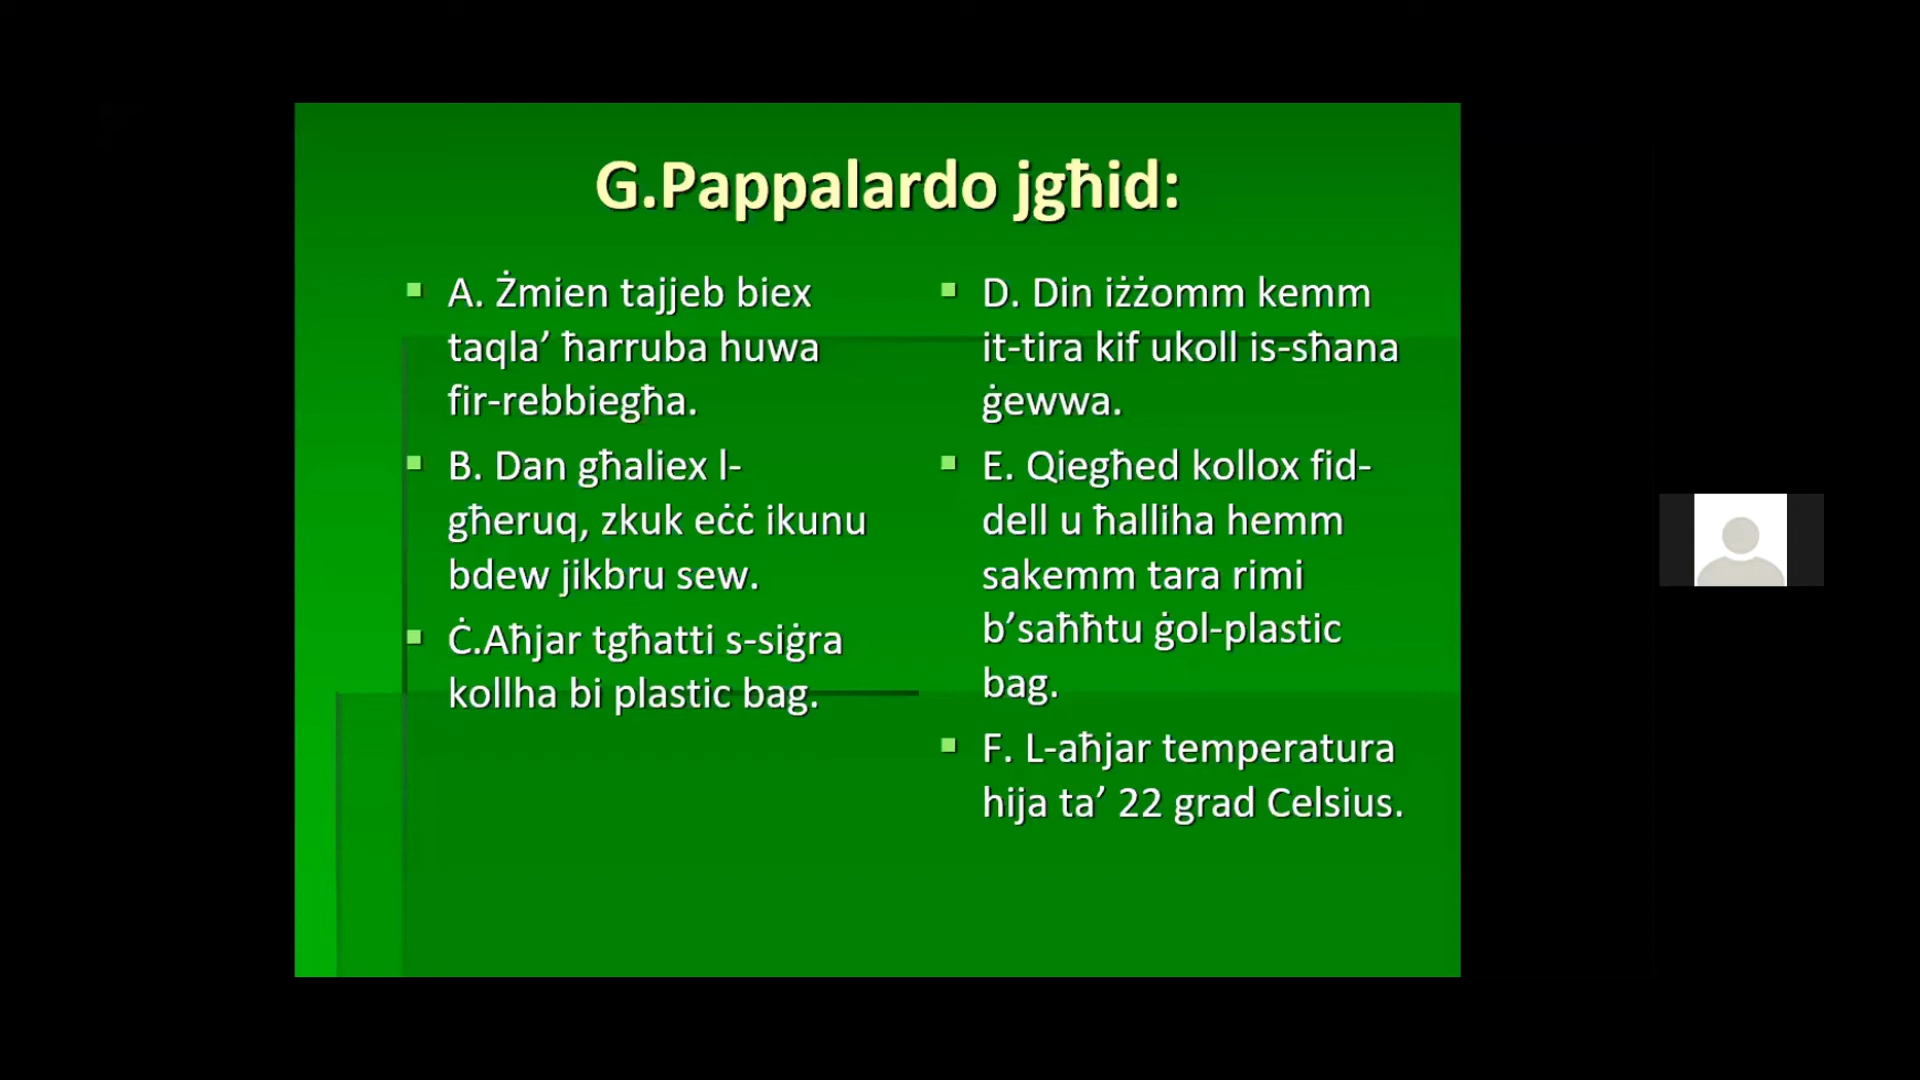 G.Pappalardo jgħid:
A. Żmien tajjeb biex
taqla’ ħarruba huwa
fir-rebbiegħa.
B. Dan għaliex l-
għeruq, zkuk eċċ ikunu
bdew jikbru sew.
Ċ.Aħjar tgħatti s-siġra
kollha bi plastic bag.
D. Din iżżomm kemm
it-tira kif ukoll is-sħana
ġewwa.
E. Qiegħed kollox fid-
dell u ħalliha hemm
sakemm tara rimi
b’saħħtu ġol-plastic
bag.
F. L-aħjar temperatura
hija ta’ 22 grad Celsius.